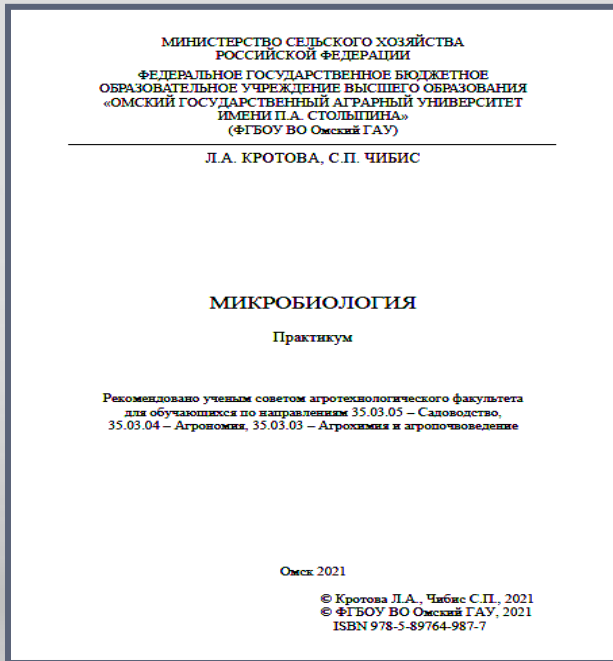 МИНИСТЕРСТВО СЕЛЬСКОГО ХОЗЯЙСТВА
РОССИЙСКОЙ ФЕДЕРАЦИИ
ФЕДЕРАЛЬНОЕ ГОСУДАРСТВЕННОЕ БЮДЖЕТНОЕ
ОБРАЗОВАТЕЛЬНОЕ УЧРЕЖДЕНИЕ ВЫСШЕГО ОБРАЗОВАНИЯ
«ОМСКИЙ ГОСУДАРСТВЕННЫЙ АГРАРНЫЙ УНИВЕРСИТЕТ
ИМЕНИ П.А. СТОЛЫПИНА»
(ФГБОУ ВО Омский ГАУ)
Л.А. КРОТОВА, С.П. ЧИБИС
МИКРОБИОЛОГИЯ
Практикум
Рекомендовано ученым советом агротехнологического факультета
для обучающихся по направлениям 35.03.05 – Садоводство,
35.03.04 – Агрономия, 35.03.03 – Агрохимия и агропочвоведение
Омск 2021
© Кротова Л.А., Чибис С.П., 2021
© ФГБОУ ВО Омский ГАУ, 2021
ISBN 978-5-89764-987-7